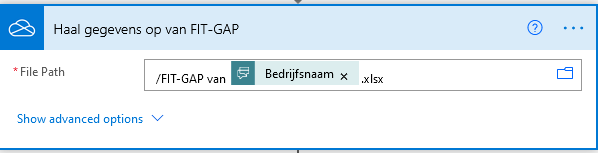 Haal gegevens op van FIT-GAP
* File Path /FIT-GAP van Bedrijfsnaam × .xlsx
Show advanced options